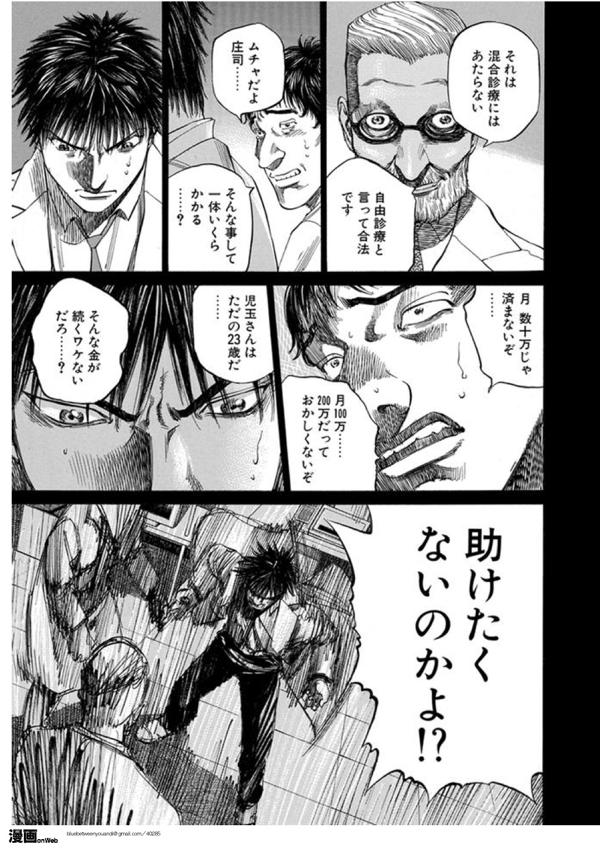 それは
混合診療には
あたらない
自由診療と
言って合法
です
ムチャだよ
庄司……
そんな事して
一体いくら
かかる
……?
月 数十万じゃ
済まないぞ
……
月100万……
200万だって
おかしくないぞ
児玉さんは
ただの23歳だ
……
そんな金が
続くワケない
だろ……?
助けたく
ないのかよ!?
漫画onWeb
bluebetweenyouandi@gmail.com/40285